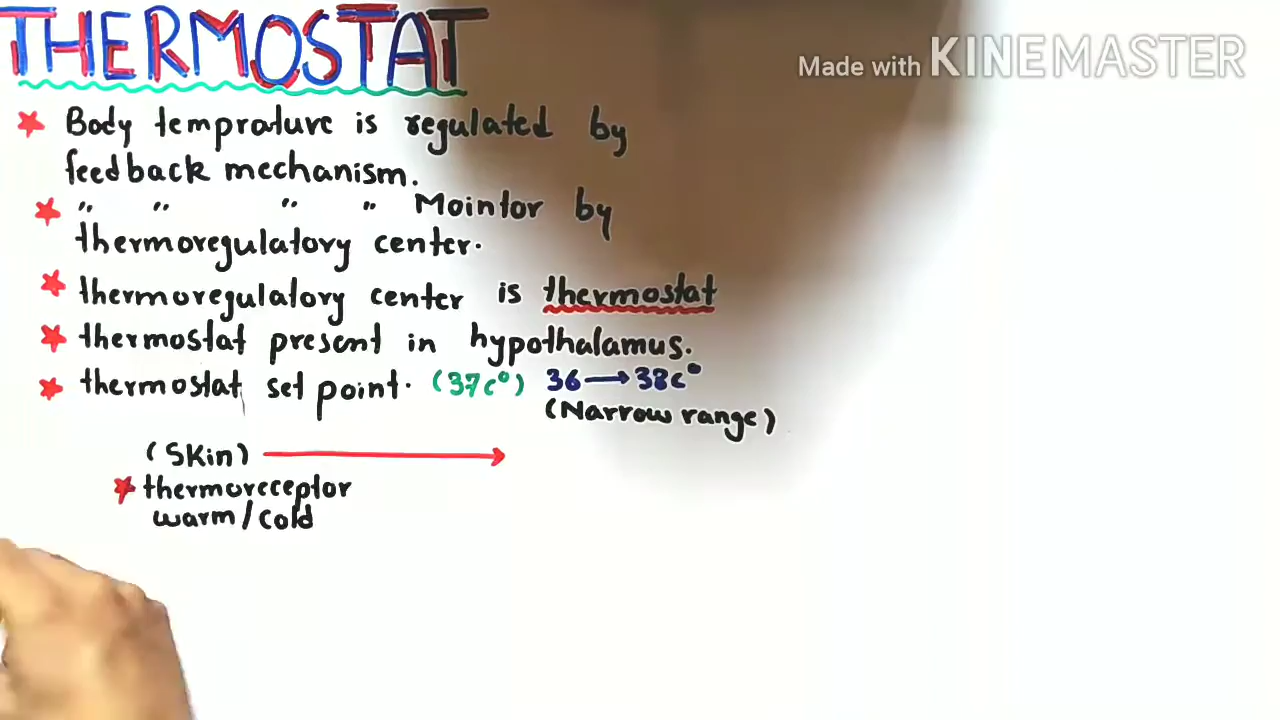 THERMOSTAT
Made with KINEMASTER
★ Body temprature is regulated by
feedback mechanism.
★ " " " " Mointor by
thermoregulatory center.
★ thermoregulatory center is thermostat
★ thermostat present in hypothalamus.
★ thermostat set point. (37c°) 36 → 38c°
(Narrow range)
(Skin) →
★ thermoreceptor
warm/cold